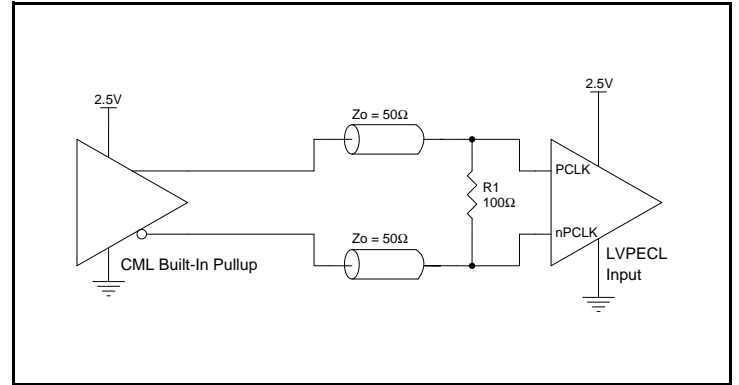 2.5V
2.5V
Zo = 50Ω
PCLK
R1
100Ω
Zo = 50Ω
nPCLK
CML Built-In Pullup
LVPECL
Input